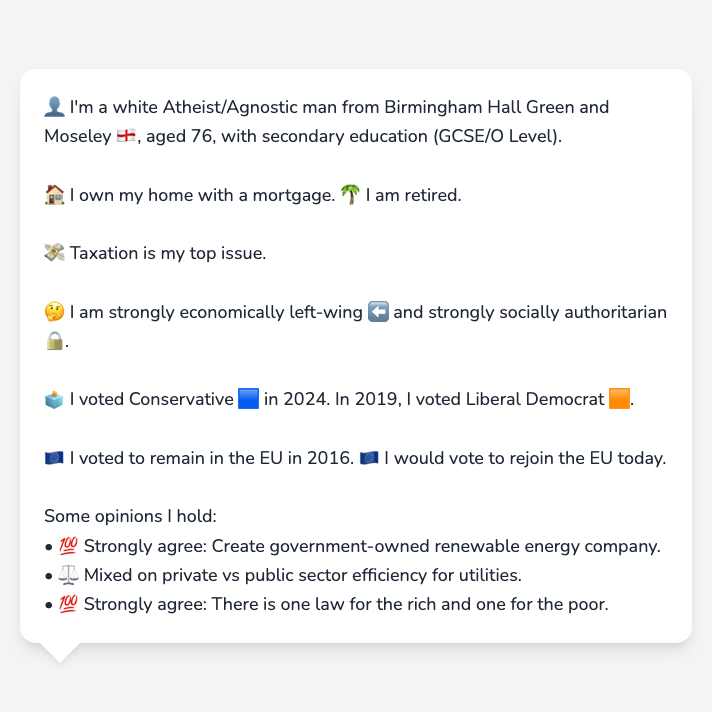 👤 I'm a white Atheist/Agnostic man from Birmingham Hall Green and
Moseley 🏴󠁧󠁢󠁥󠁮󠁧󠁿, aged 76, with secondary education (GCSE/O Level).
🏠 I own my home with a mortgage. 🌴 I am retired.
💸 Taxation is my top issue.
🤔 I am strongly economically left-wing ⬅️ and strongly socially authoritarian
🔒.
🗳️ I voted Conservative 🟦 in 2024. In 2019, I voted Liberal Democrat 🟧.
🇪🇺 I voted to remain in the EU in 2016. 🇪🇺 I would vote to rejoin the EU today.
Some opinions I hold:
• 💯 Strongly agree: Create government-owned renewable energy company.
• ⚖️ Mixed on private vs public sector efficiency for utilities.
• 💯 Strongly agree: There is one law for the rich and one for the poor.